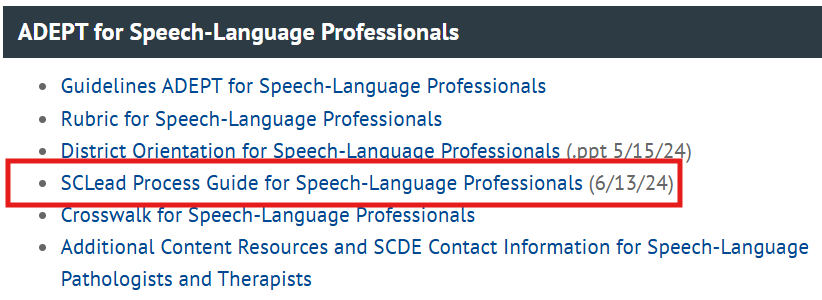 ADEPT for Speech-Language Professionals
Guidelines ADEPT for Speech-Language Professionals
Rubric for Speech-Language Professionals
District Orientation for Speech-Language Professionals (.ppt 5/15/24)
SCLead Process Guide for Speech-Language Professionals (6/13/24)
Crosswalk for Speech-Language Professionals
Additional Content Resources and SCDE Contact Information for Speech-Language
Pathologists and Therapists